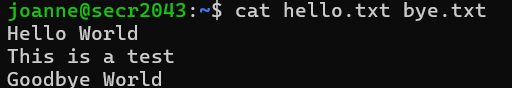 joanne@secr2043:~$ cat hello.txt bye.txt
Hello World
This is a test
Goodbye World